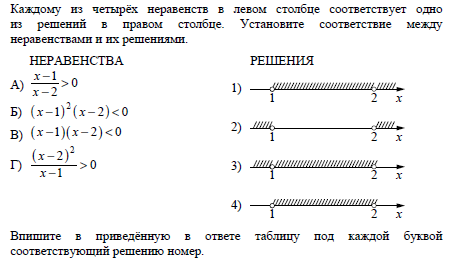 Каждому из четырёх неравенств в левом столбце соответствует одно
из решений в правом столбце. Установите соответствие между
неравенствами и их решениями.
НЕРАВЕНСТВА РЕШЕНИЯ
А) (x−1)/(x−2) > 0
Б) (x−1)²(x−2) < 0
В) (x−1)(x−2) < 0
Г) (x−2)²/(x−1) > 0
1) 1 2 x
2) 1 2 x
3) 1 2 x
4) 1 2 x
Впишите в приведённую в ответе таблицу под каждой буквой
соответствующий решению номер.